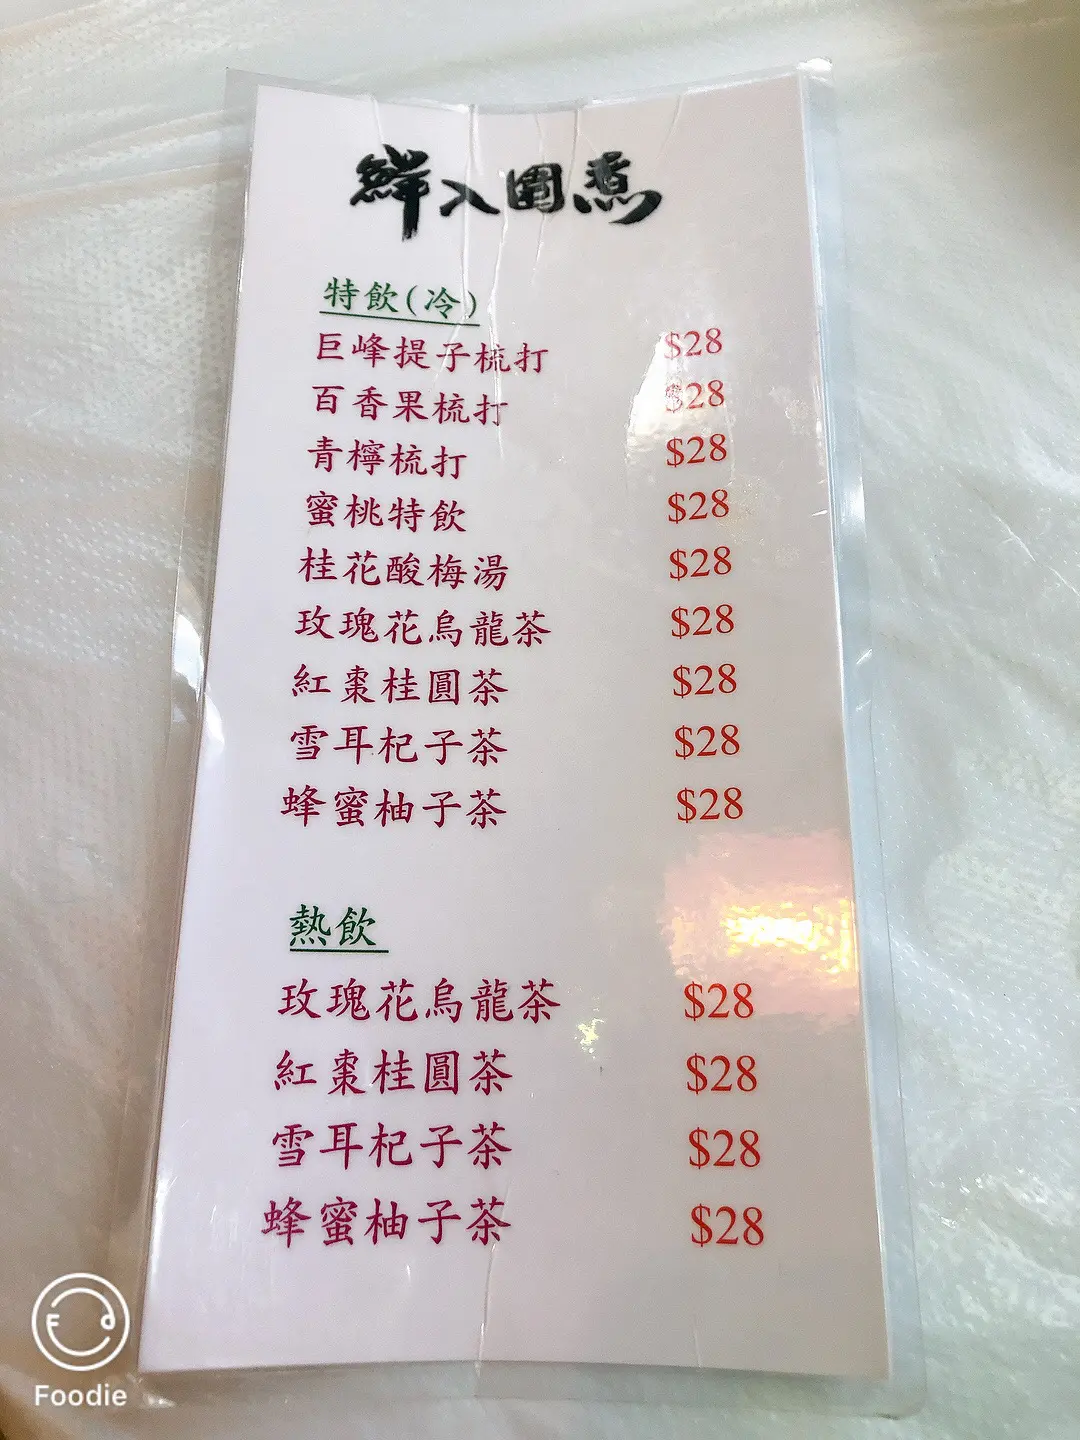 鮮入圍煮
特飲(冷)
巨峰提子梳打 $28
百香果梳打 $28
青檸梳打 $28
蜜桃特飲 $28
桂花酸梅湯 $28
玫瑰花烏龍茶 $28
紅棗桂圓茶 $28
雪耳杞子茶 $28
蜂蜜柚子茶 $28
熱飲
玫瑰花烏龍茶 $28
紅棗桂圓茶 $28
雪耳杞子茶 $28
蜂蜜柚子茶 $28
Foodie